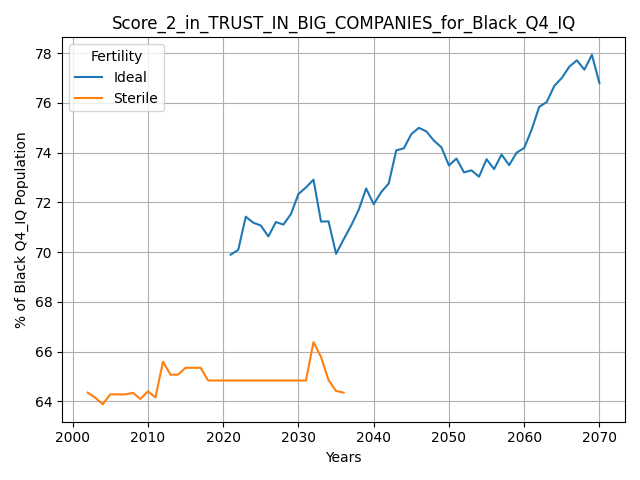 Score_2_in_TRUST_IN_BIG_COMPANIES_for_Black_Q4_IQ
% of Black Q4_IQ Population
78
76
74
72
70
68
66
64
Fertility
Ideal
Sterile
2000 2010 2020 2030 2040 2050 2060 2070
Years